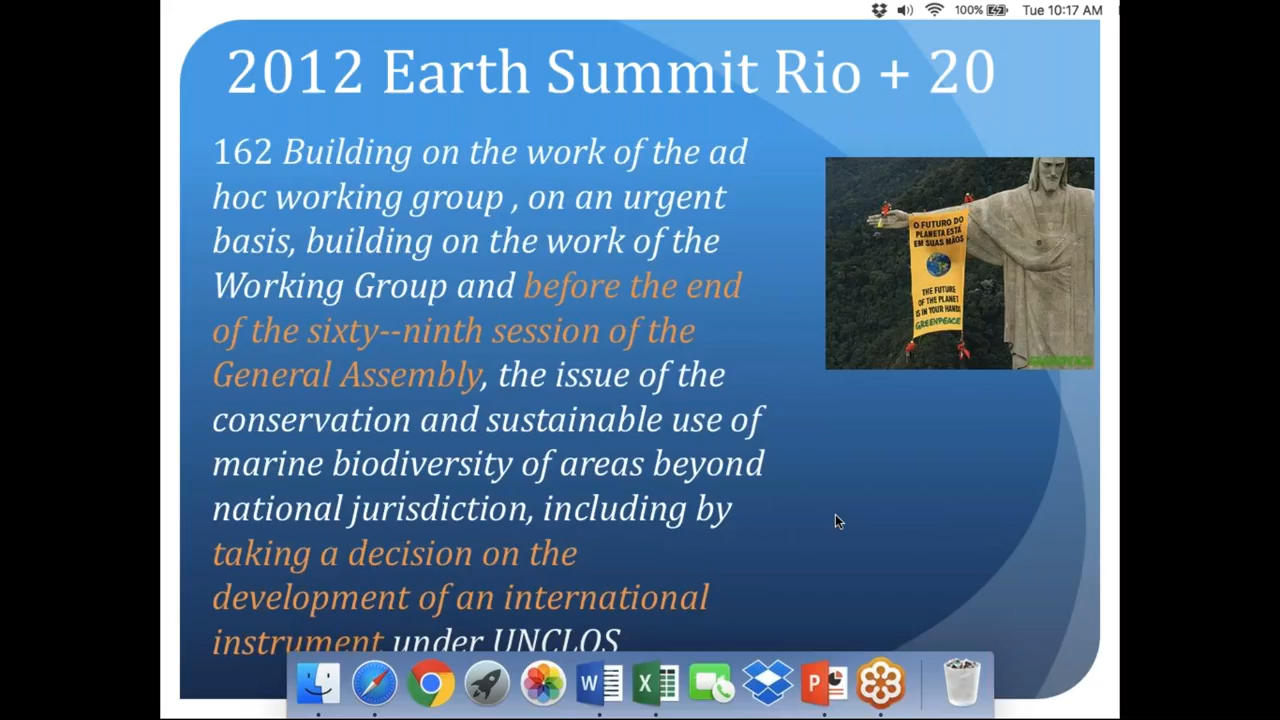 100% Tue 10:17 AM
2012 Earth Summit Rio + 20
162 Building on the work of the ad
hoc working group , on an urgent
basis, building on the work of the
Working Group and before the end
of the sixty--ninth session of the
General Assembly, the issue of the
conservation and sustainable use of
marine biodiversity of areas beyond
national jurisdiction, including by
taking a decision on the
development of an international
instrument under UNCLOS
O FUTURO DO
PLANETA ESTÁ
EM SUAS MÃOS
THE FUTURE
OF THE PLANET
IS IN YOUR HANDS
GREENPEACE
GREENPEACE
W
X
P